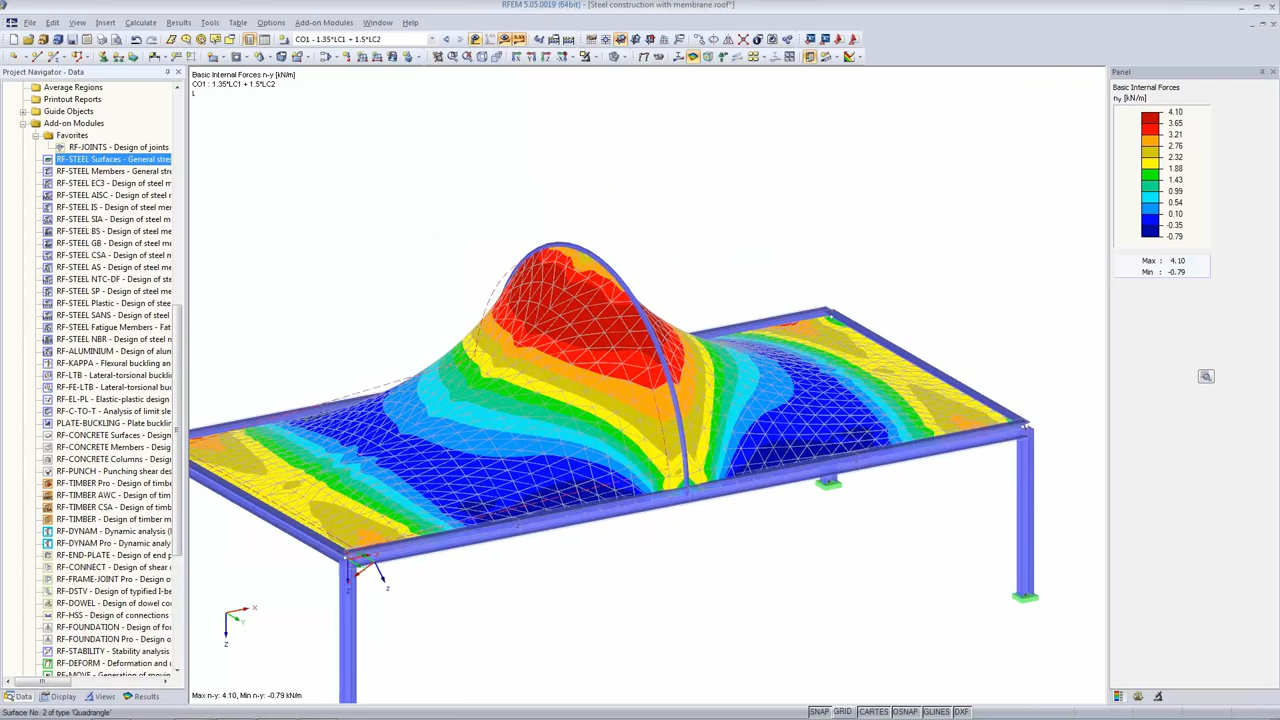 RFEM 5.05.0019 (64bit) - [Steel construction with membrane roof*]
File Edit View Insert Calculate Results Tools Table Options Add-on Modules Window Help
CO1 - 1.35*LC1 + 1.5*LC2
Project Navigator - Data
Average Regions
Printout Reports
Guide Objects
Add-on Modules
Favorites
RF-JOINTS - Design of joints
RF-STEEL Surfaces - General stres
RF-STEEL Members - General stre
RF-STEEL EC3 - Design of steel m
RF-STEEL AISC - Design of steel m
RF-STEEL IS - Design of steel mem
RF-STEEL SIA - Design of steel me
RF-STEEL BS - Design of steel mem
RF-STEEL GB - Design of steel mem
RF-STEEL CSA - Design of steel me
RF-STEEL AS - Design of steel mem
RF-STEEL NTC-DF - Design of stee
RF-STEEL SP - Design of steel mem
RF-STEEL Plastic - Design of steel
RF-STEEL SANS - Design of steel m
RF-STEEL Fatigue Members - Fat
RF-STEEL NBR - Design of steel m
RF-ALUMINIUM - Design of alum
RF-KAPPA - Flexural buckling an
RF-LTB - Lateral-torsional buckli
RF-FE-LTB - Lateral-torsional buc
RF-EL-PL - Elastic-plastic design
RF-C-TO-T - Analysis of limit sle
PLATE-BUCKLING - Plate bucklin
RF-CONCRETE Surfaces - Design
RF-CONCRETE Members - Design
RF-CONCRETE Columns - Design
RF-PUNCH - Punching shear des
RF-TIMBER Pro - Design of timbe
RF-TIMBER AWC - Design of timb
RF-TIMBER CSA - Design of timbe
RF-TIMBER - Design of timber m
RF-DYNAM - Dynamic analysis (I
RF-DYNAM Pro - Dynamic analy
RF-END-PLATE - Design of end p
RF-CONNECT - Design of shear c
RF-FRAME-JOINT Pro - Design of
RF-DSTV - Design of typified I-be
RF-DOWEL - Design of dowel cor
RF-HSS - Design of connections
RF-FOUNDATION - Design of fo
RF-FOUNDATION Pro - Design of
RF-STABILITY - Stability analysis
RF-DEFORM - Deformation and d
RF-MOVE - Generation of moving
Data Display Views Results
Basic Internal Forces n-y [kN/m]
CO1 : 1.35*LC1 + 1.5*LC2
L
z
z
X
Y
Z
Max n-y: 4.10, Min n-y: -0.79 kN/m
Panel
Basic Internal Forces
ny [kN/m]
4.10
3.65
3.21
2.76
2.32
1.88
1.43
0.99
0.54
0.10
-0.35
-0.79
Max : 4.10
Min : -0.79
Surface No. 2 of type 'Quadrangle'
SNAP GRID CARTES OSNAP GLINES DXF